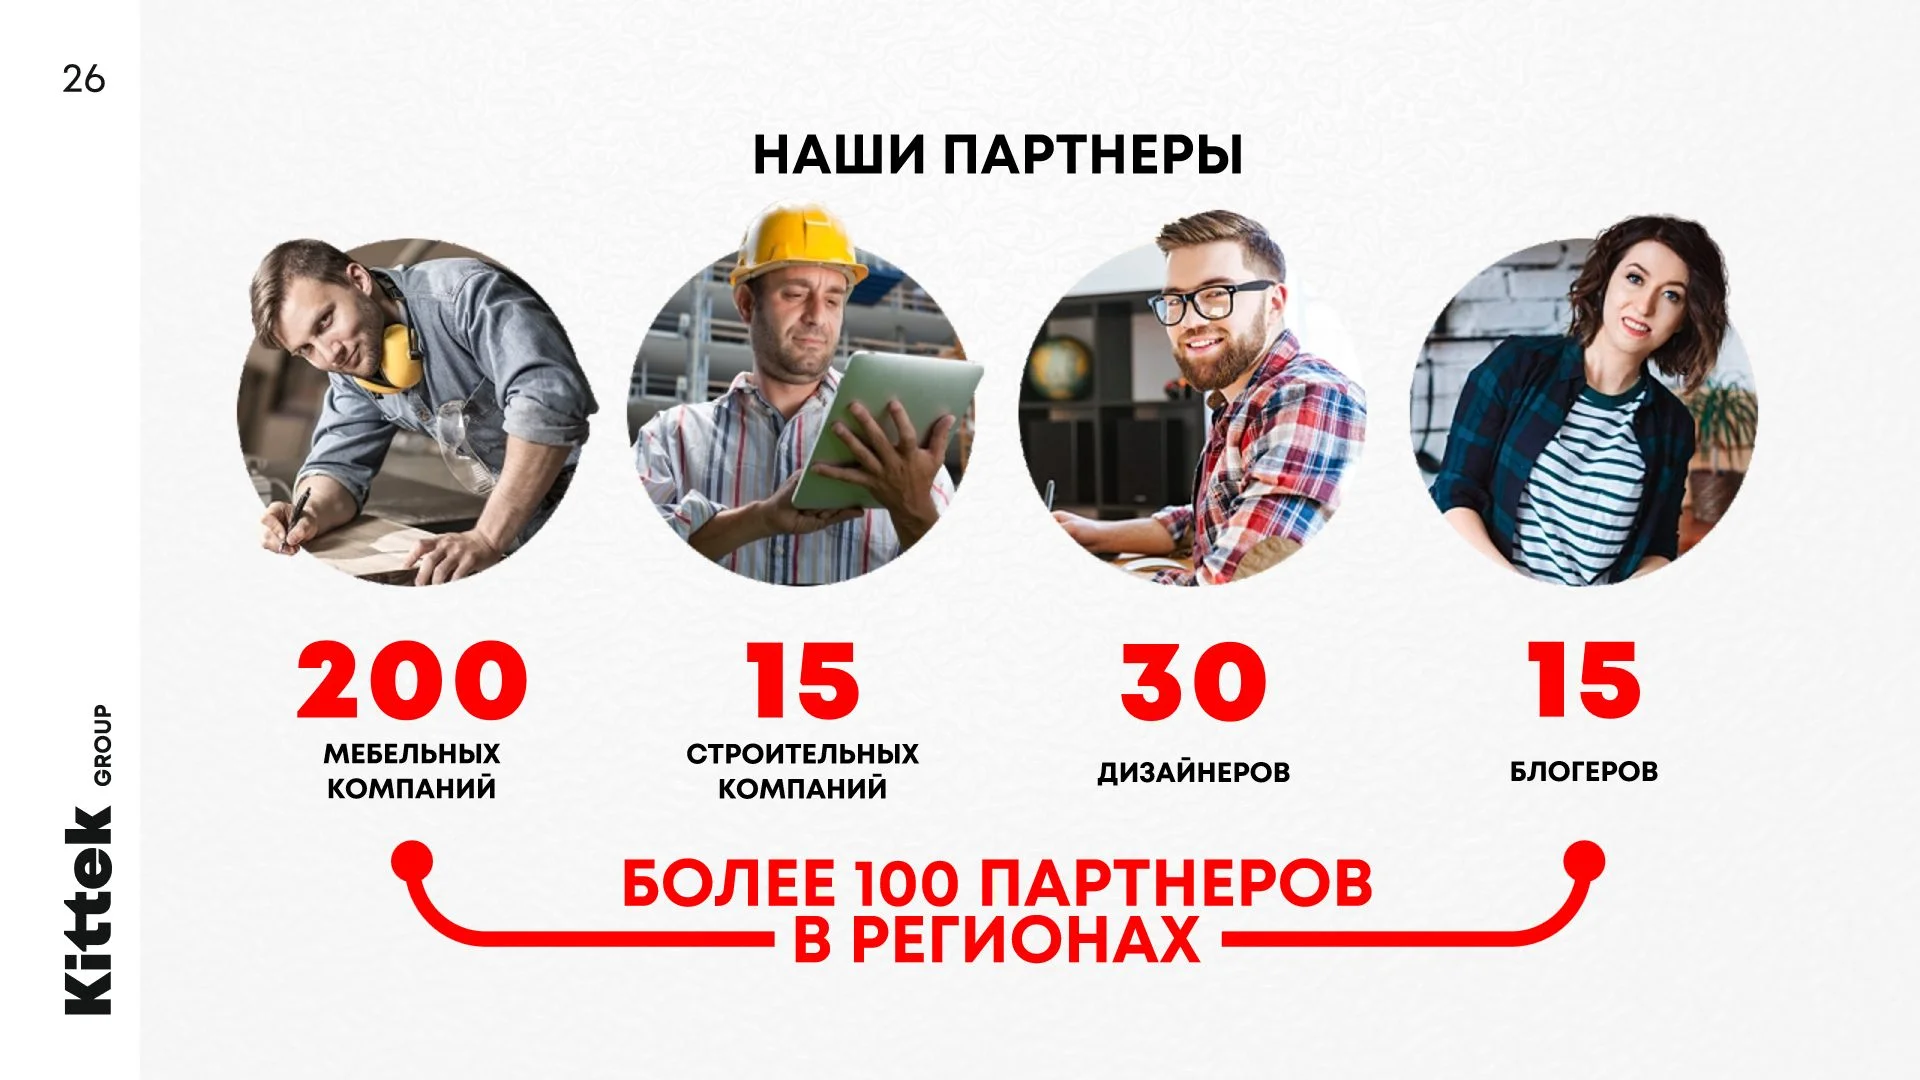 26
НАШИ ПАРТНЕРЫ
200
МЕБЕЛЬНЫХ
КОМПАНИЙ
15
СТРОИТЕЛЬНЫХ
КОМПАНИЙ
30
ДИЗАЙНЕРОВ
15
БЛОГЕРОВ
БОЛЕЕ 100 ПАРТНЕРОВ
В РЕГИОНАХ
Kittek GROUP